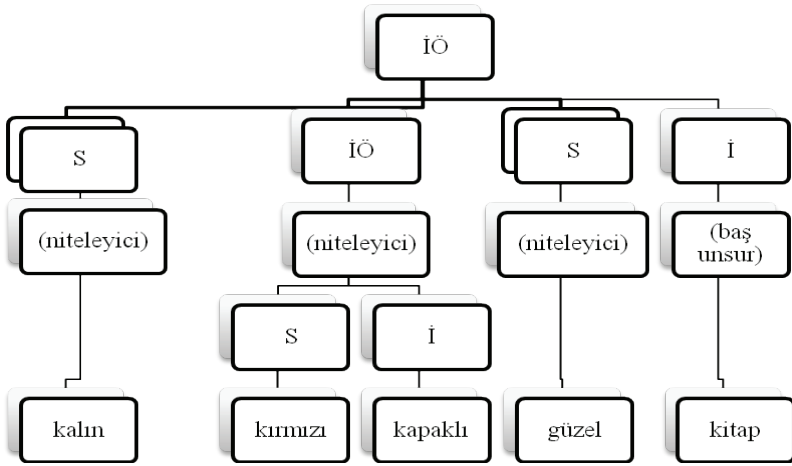 İÖ
S
İÖ
S
İ
(niteleyici)
(niteleyici)
(niteleyici)
(baş
unsur)
S
İ
kalın
kırmızı
kapaklı
güzel
kitap